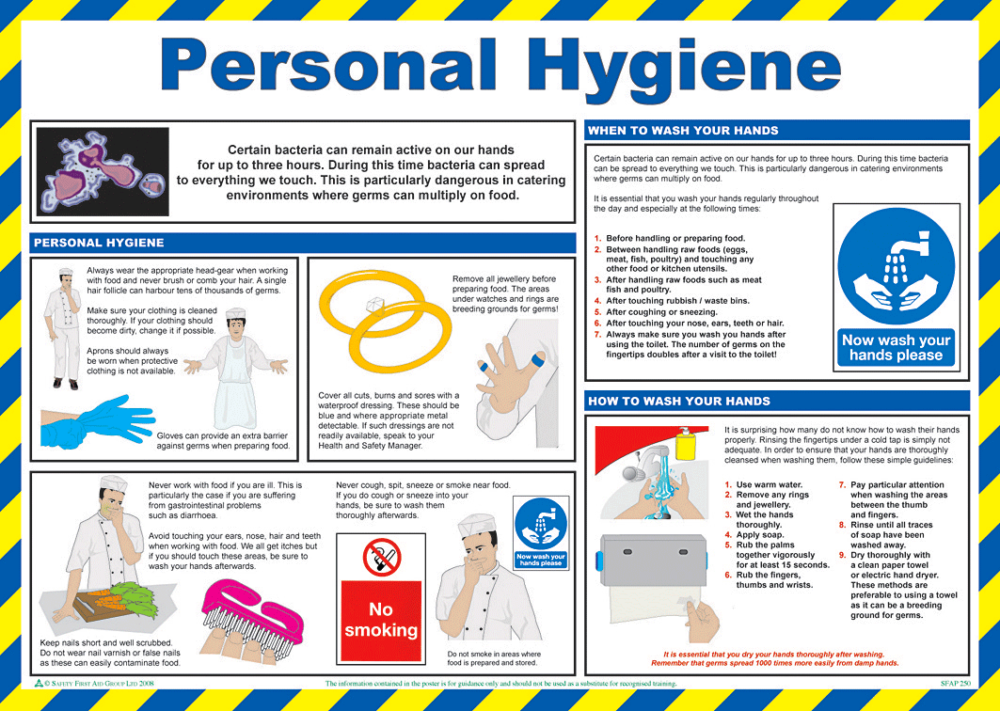 Personal Hygiene
Certain bacteria can remain active on our hands
for up to three hours. During this time bacteria can spread
to everything we touch. This is particularly dangerous in catering
environments where germs can multiply on food.
PERSONAL HYGIENE
Always wear the appropriate head-gear when working
with food and never brush or comb your hair. A single
hair follicle can harbour tens of thousands of germs.
Make sure your clothing is cleaned
thoroughly. If your clothing should
become dirty, change it if possible.
Aprons should always
be worn when protective
clothing is not available.
Gloves can provide an extra barrier
against germs when preparing food.
Remove all jewellery before
preparing food. The areas
under watches and rings are
breeding grounds for germs!
Cover all cuts, burns and sores with a
waterproof dressing. These should be
blue and where appropriate metal
detectable. If such dressings are not
readily available, speak to your
Health and Safety Manager.
Never work with food if you are ill. This is
particularly the case if you are suffering
from gastrointestinal problems
such as diarrhoea.
Avoid touching your ears, nose, hair and teeth
when working with food. We all get itches but
if you should touch these areas, be sure to
wash your hands afterwards.
Keep nails short and well scrubbed.
Do not wear nail varnish or false nails
as these can easily contaminate food.
Never cough, spit, sneeze or smoke near food.
If you do cough or sneeze into your
hands, be sure to wash them
thoroughly afterwards.
No
smoking
Now wash your
hands please
Do not smoke in areas where
food is prepared and stored.
WHEN TO WASH YOUR HANDS
Certain bacteria can remain active on our hands for up to three hours. During this time bacteria
can be spread to everything we touch. This is particularly dangerous in catering environments
where germs can multiply on food.
It is essential that you wash your hands regularly throughout
the day and especially at the following times:
1. Before handling or preparing food.
2. Between handling raw foods (eggs,
meat, fish, poultry) and touching any
other food or kitchen utensils.
3. After handling raw foods such as meat
fish and poultry.
4. After touching rubbish / waste bins.
5. After coughing or sneezing.
6. After touching your nose, ears, teeth or hair.
7. Always make sure you wash you hands after
using the toilet. The number of germs on the
fingertips doubles after a visit to the toilet!
Now wash your
hands please
HOW TO WASH YOUR HANDS
It is surprising how many do not know how to wash their hands
properly. Rinsing the fingertips under a cold tap is simply not
adequate. In order to ensure that your hands are thoroughly
cleansed when washing them, follow these simple guidelines:
1. Use warm water.
2. Remove any rings
and jewellery.
3. Wet the hands
thoroughly.
4. Apply soap.
5. Rub the palms
together vigorously
for at least 15 seconds.
6. Rub the fingers,
thumbs and wrists.
7. Pay particular attention
when washing the areas
between the thumb
and fingers.
8. Rinse until all traces
of soap have been
washed away.
9. Dry thoroughly with
a clean paper towel
or electric hand dryer.
These methods are
preferable to using a towel
as it can be a breeding
ground for germs.
It is essential that you dry your hands thoroughly after washing.
Remember that germs spread 1000 times more easily from damp hands.
© SAFETY FIRST AID GROUP LTD 2008
The information contained in the poster is for guidance only and should not be used as a substitute for recognised training.
SFAP 250